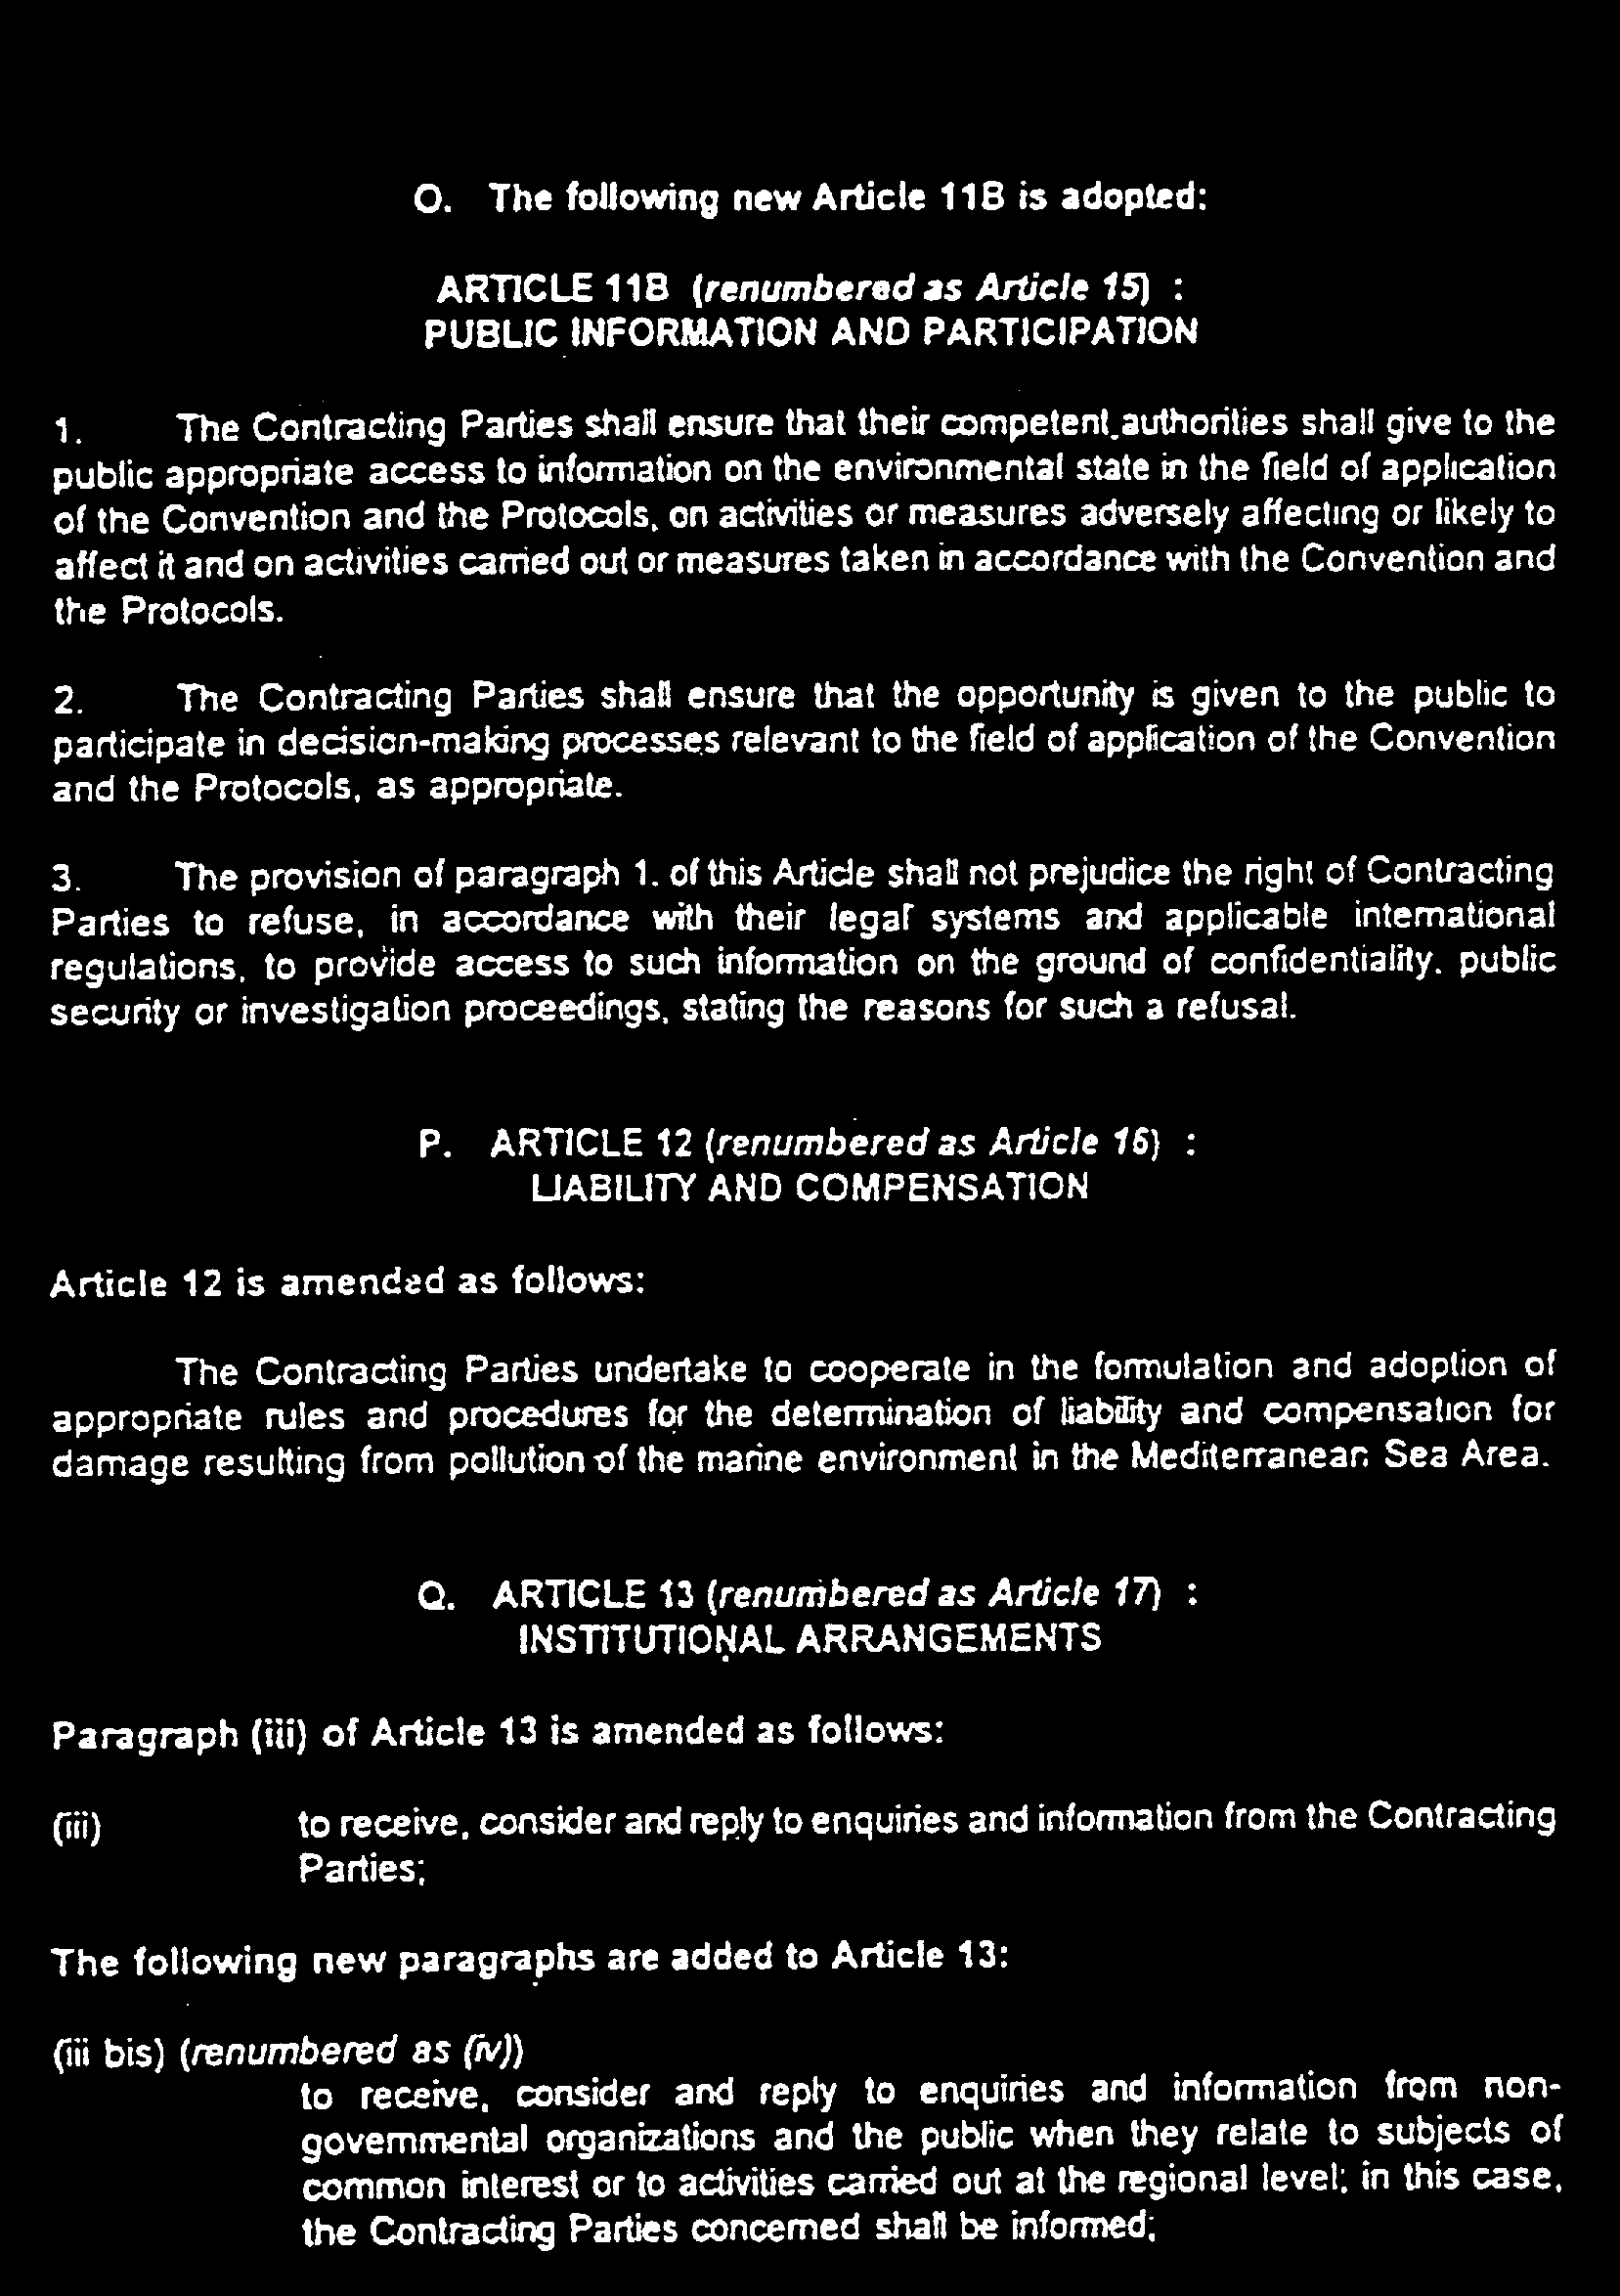 O. The following new Article 11B is adopted:
ARTICLE 11B (renumbered as Article 15) :
PUBLIC INFORMATION AND PARTICIPATION
1. The Contracting Parties shall ensure that their competent authorities shall give to the
public appropriate access to information on the environmental state in the field of application
of the Convention and the Protocols, on activities or measures adversely affecting or likely to
affect it and on activities carried out or measures taken in accordance with the Convention and
the Protocols.
2. The Contracting Parties shall ensure that the opportunity is given to the public to
participate in decision-making processes relevant to the field of application of the Convention
and the Protocols, as appropriate.
3. The provision of paragraph 1. of this Article shall not prejudice the right of Contracting
Parties to refuse, in accordance with their legal systems and applicable international
regulations, to provide access to such information on the ground of confidentiality, public
security or investigation proceedings, stating the reasons for such a refusal.
P. ARTICLE 12 (renumbered as Article 16) :
LIABILITY AND COMPENSATION
Article 12 is amended as follows:
The Contracting Parties undertake to cooperate in the formulation and adoption of
appropriate rules and procedures for the determination of liability and compensation for
damage resulting from pollution of the marine environment in the Mediterranean Sea Area.
Q. ARTICLE 13 (renumbered as Article 17) :
INSTITUTIONAL ARRANGEMENTS
Paragraph (iii) of Article 13 is amended as follows:
(iii) to receive, consider and reply to enquiries and information from the Contracting
Parties;
The following new paragraphs are added to Article 13:
(iii bis) (renumbered as (iv))
to receive, consider and reply to enquiries and information from non-
governmental organizations and the public when they relate to subjects of
common interest or to activities carried out at the regional level; in this case,
the Contracting Parties concerned shall be informed;